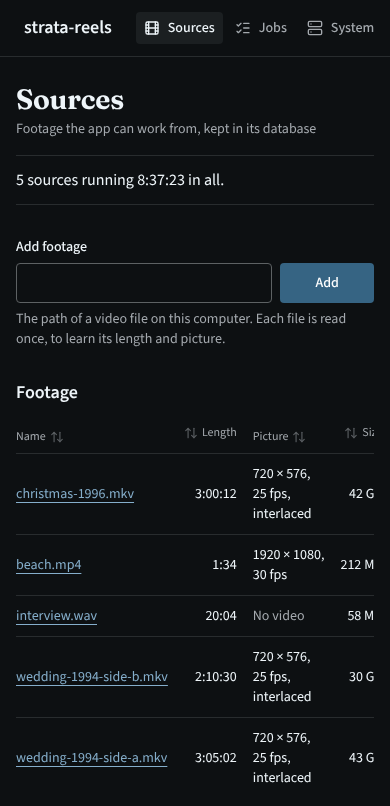 strata-reels Sources Jobs System
Sources
Footage the app can work from, kept in its database
5 sources running 8:37:23 in all.
Add footage
Add
The path of a video file on this computer. Each file is read
once, to learn its length and picture.
Footage
Name Length Picture
christmas-1996.mkv 3:00:12 720 × 576,
25 fps,
interlaced 42 G
beach.mp4 1:34 1920 × 1080,
30 fps 212 M
interview.wav 20:04 No video 58 M
wedding-1994-side-b.mkv 2:10:30 720 × 576,
25 fps,
interlaced 30 G
wedding-1994-side-a.mkv 3:05:02 720 × 576,
25 fps,
interlaced 43 G